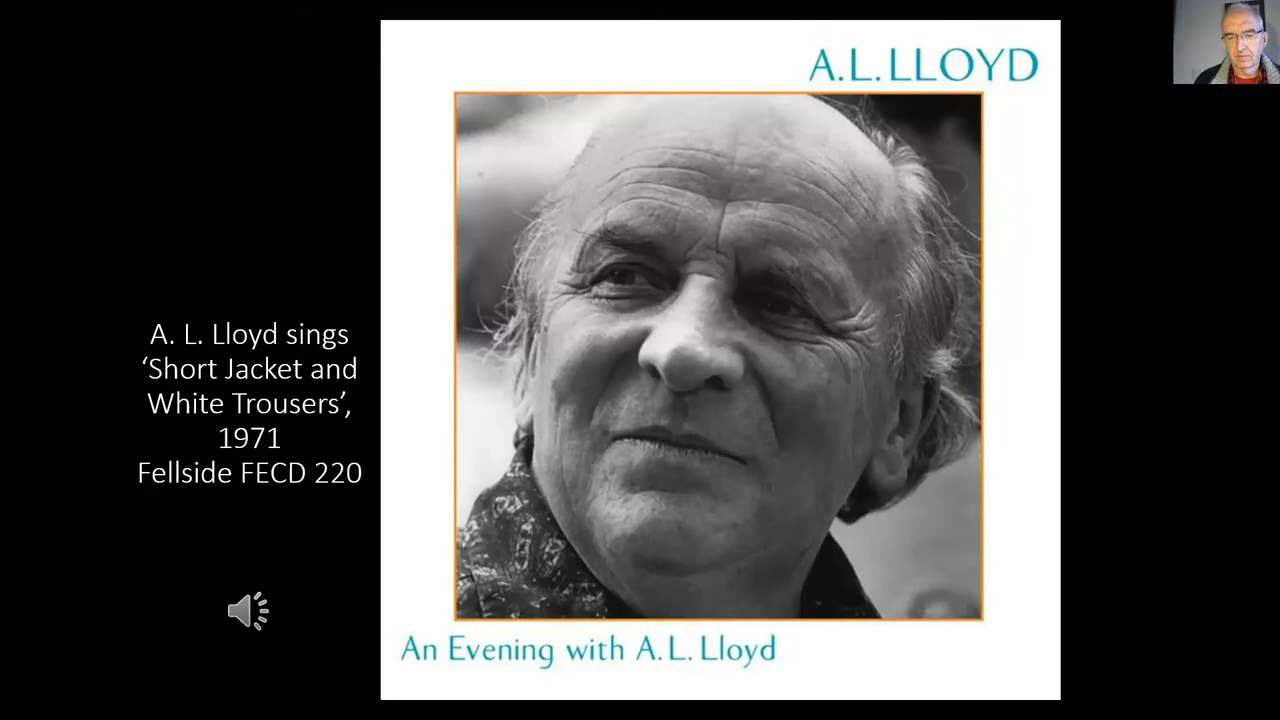 A.L.LLOYD
A. L. Lloyd sings
‘Short Jacket and
White Trousers’,
1971
Fellside FECD 220
An Evening with A.L.Lloyd